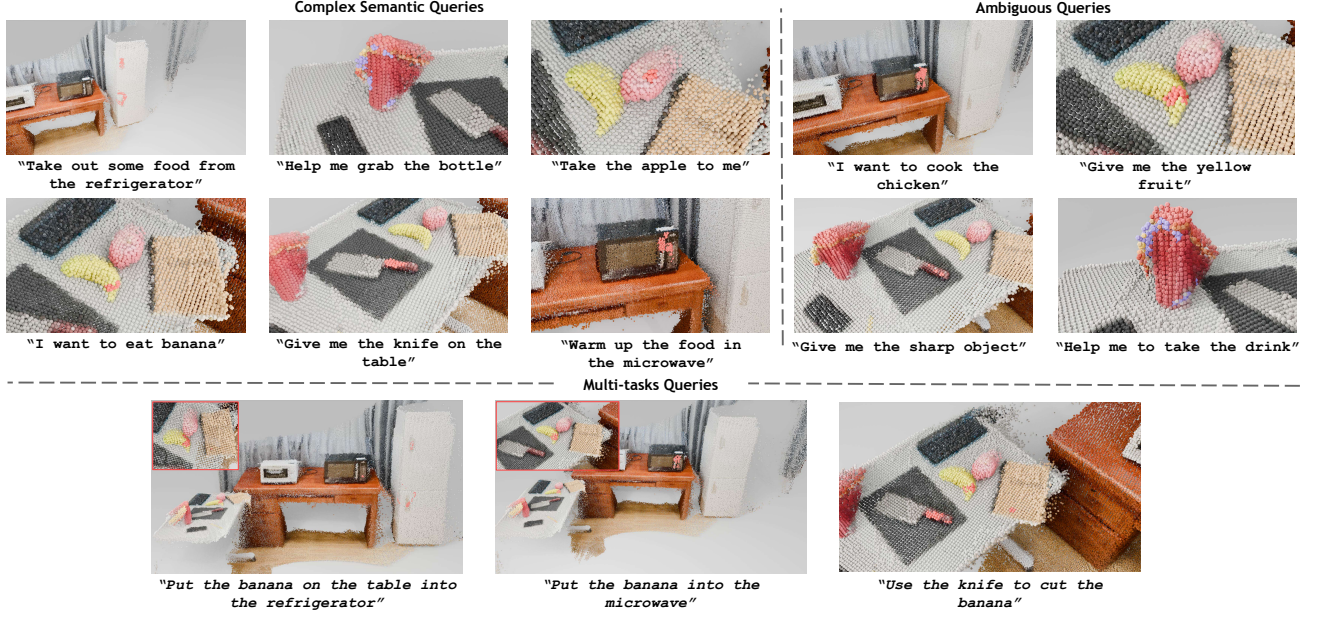 Complex Semantic Queries
Ambiguous Queries
“Take out some food from
the refrigerator”
“Help me grab the bottle”
“Take the apple to me”
“I want to cook the
chicken”
“Give me the yellow
fruit”
“I want to eat banana”
“Give me the knife on the
table”
“Warm up the food in
the microwave”
“Give me the sharp object”
“Help me to take the drink”
Multi-tasks Queries
“Put the banana on the table into
the refrigerator”
“Put the banana into the
microwave”
“Use the knife to cut the
banana”